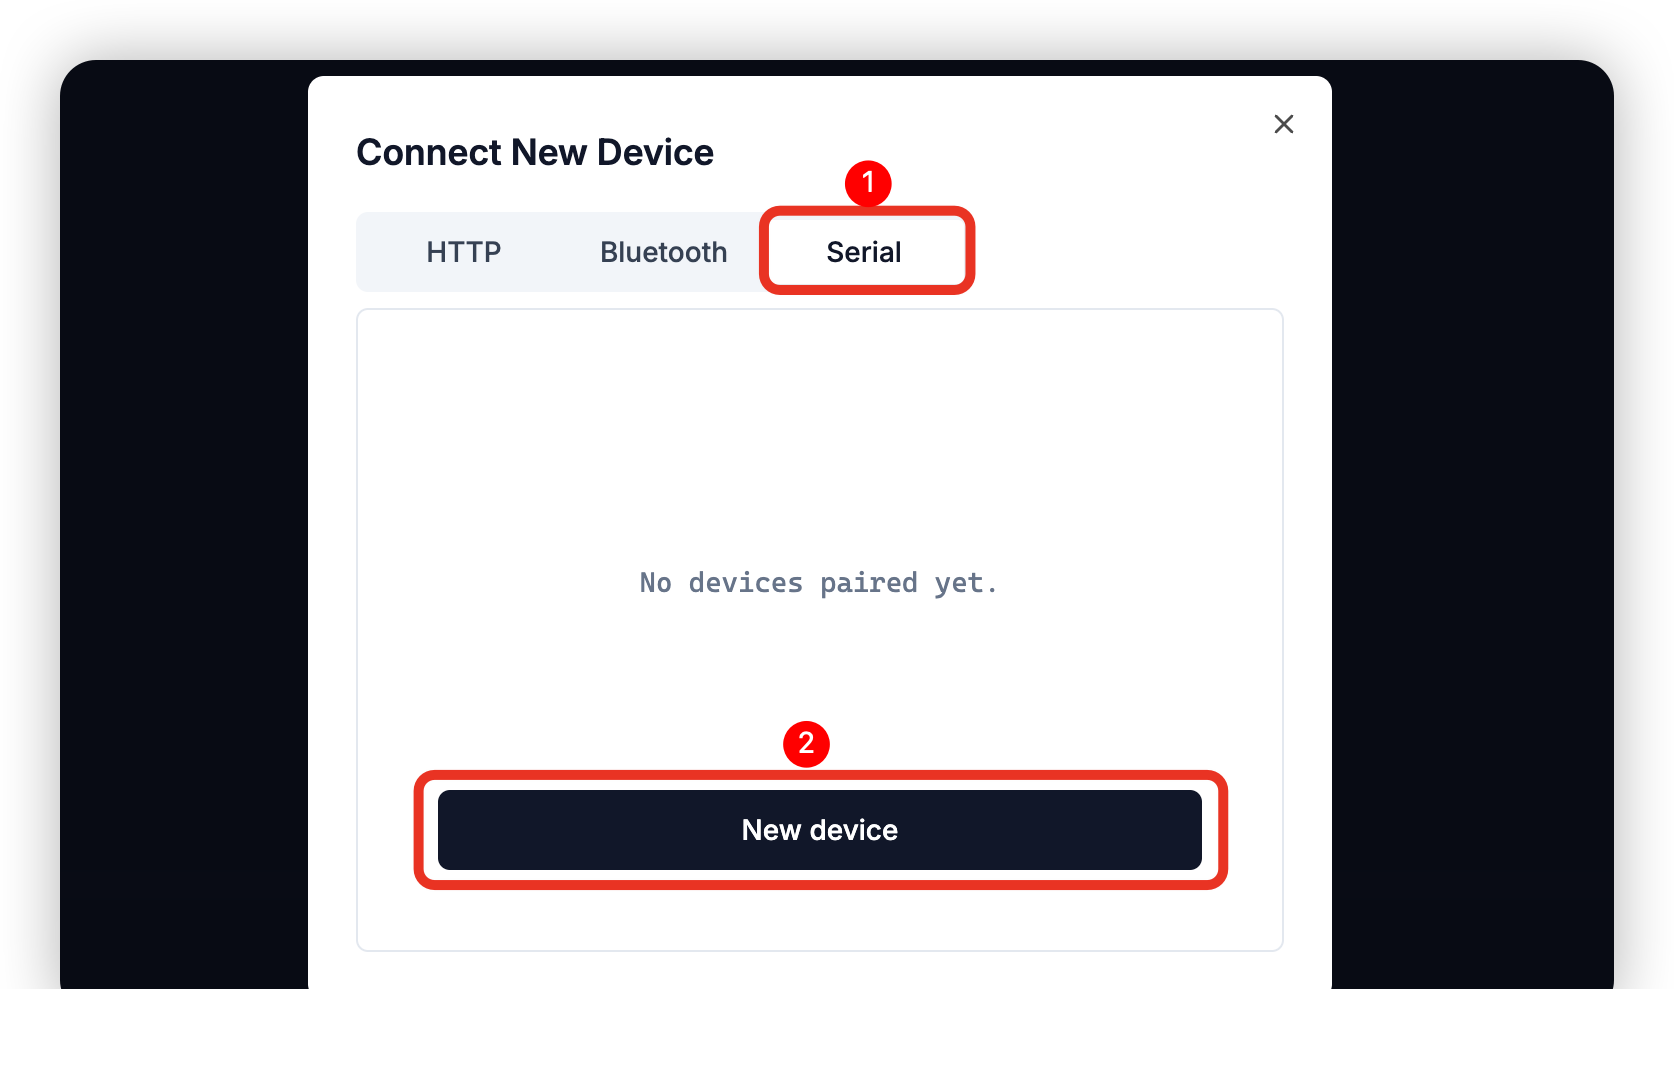 Connect New Device
1
HTTP Bluetooth Serial
No devices paired yet.
2
New device